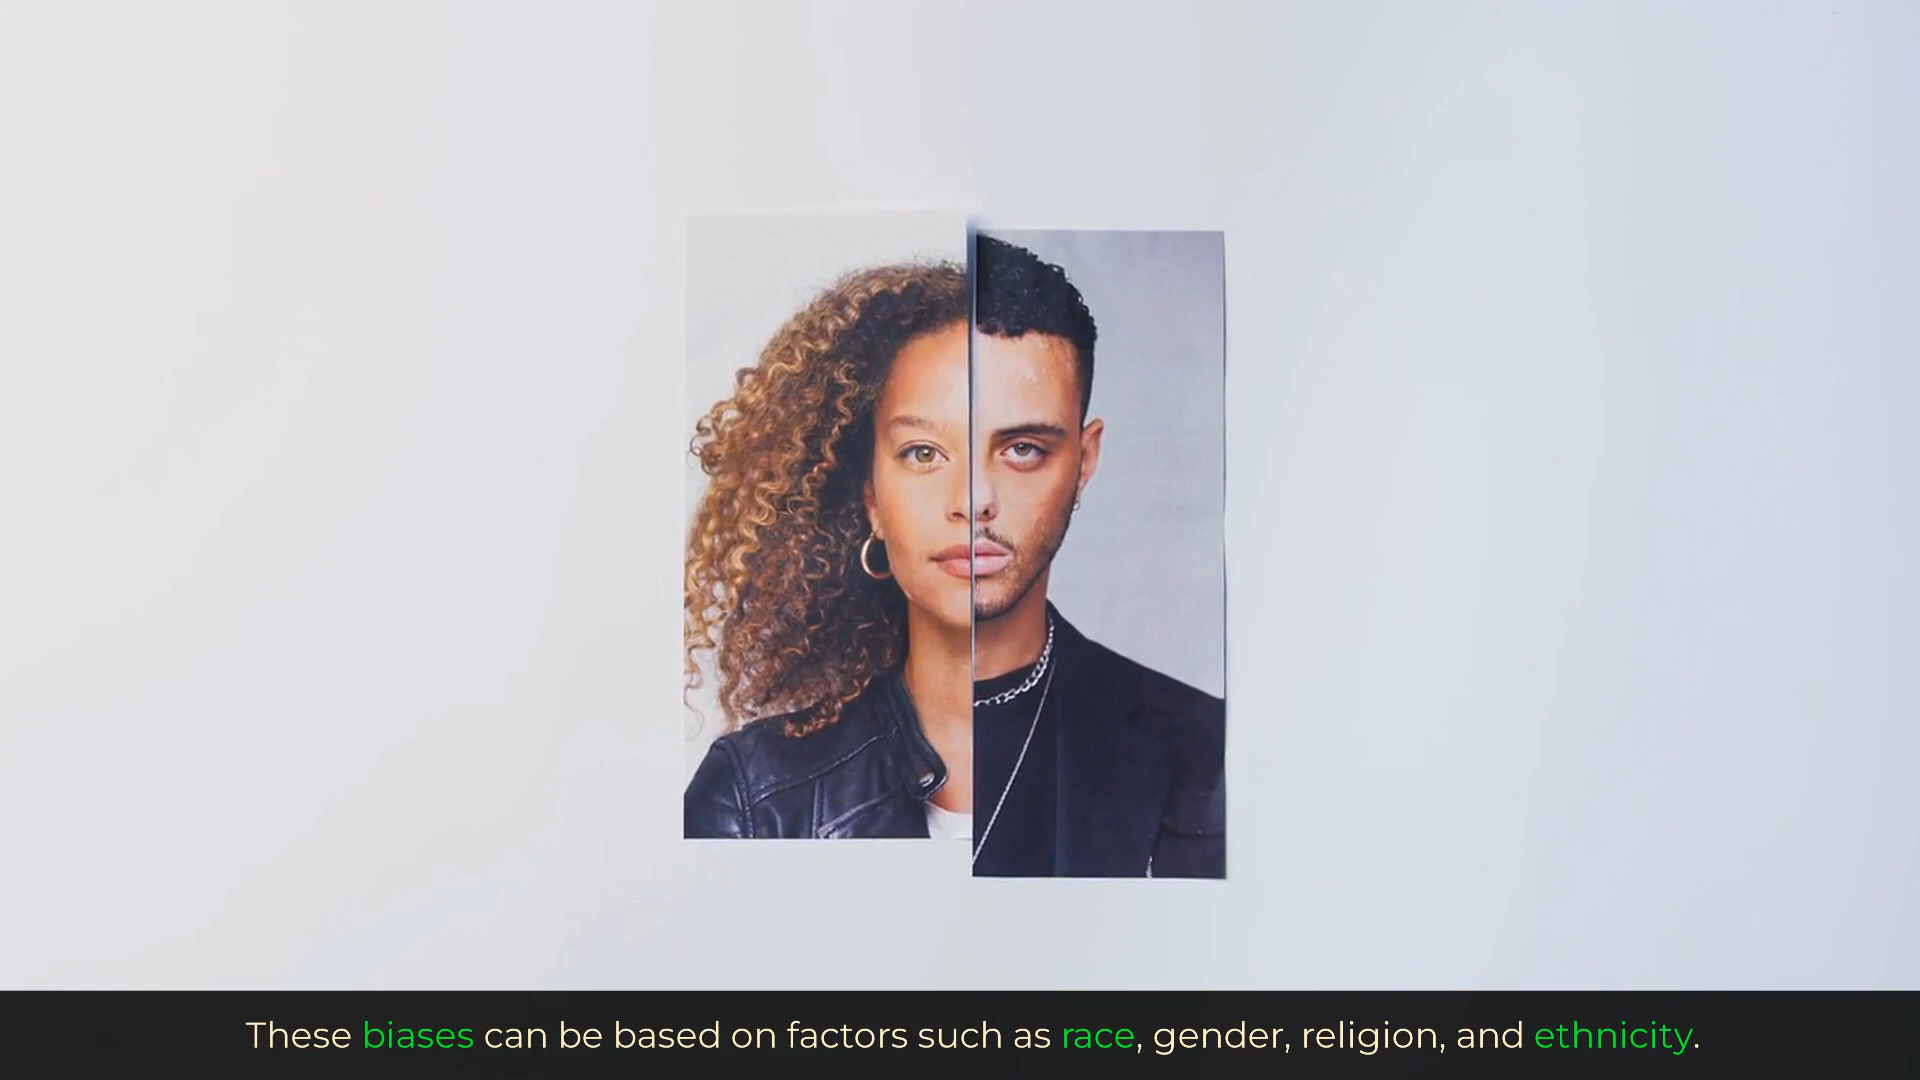 These biases can be based on factors such as race, gender, religion, and ethnicity.